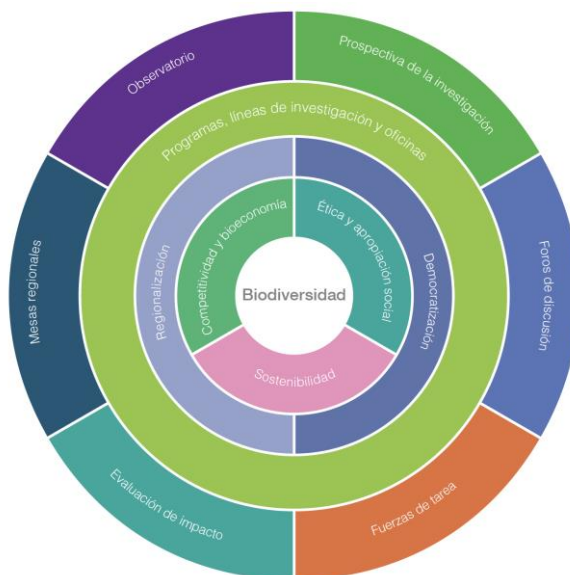 Observatorio
Prospectiva de la investigación
Programas, líneas de investigación y oficinas
Regionalización
Competitividad y bioeconomía
Ética y apropiación social
Democratización
Mesas regionales
Biodiversidad
Foros de discusión
Sostenibilidad
Evaluación de impacto
Fuerzas de tarea